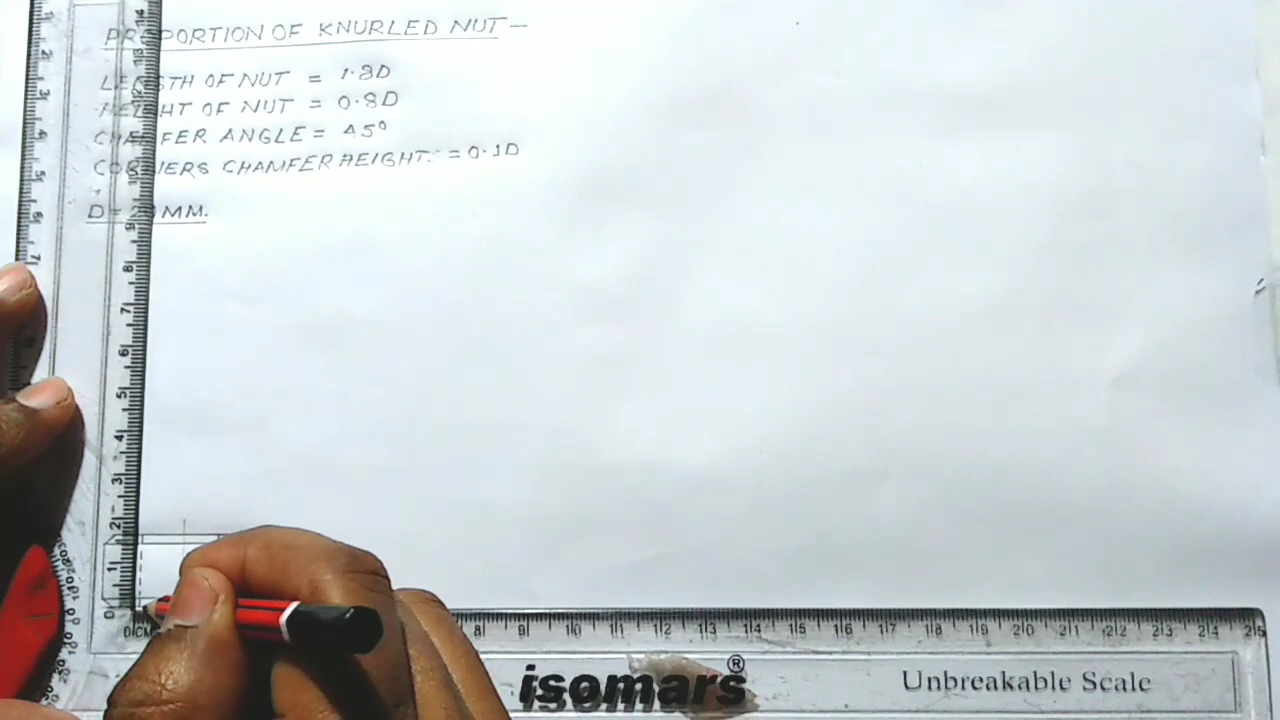 PROPORTION OF KNURLED NUT —
LENGTH OF NUT = 1.8D
HEIGHT OF NUT = 0.8D
CHAMFER ANGLE = 45°
CORNERS CHAMFER HEIGHT. = 0.1D
MM.
isomars®
Unbreakable Scale